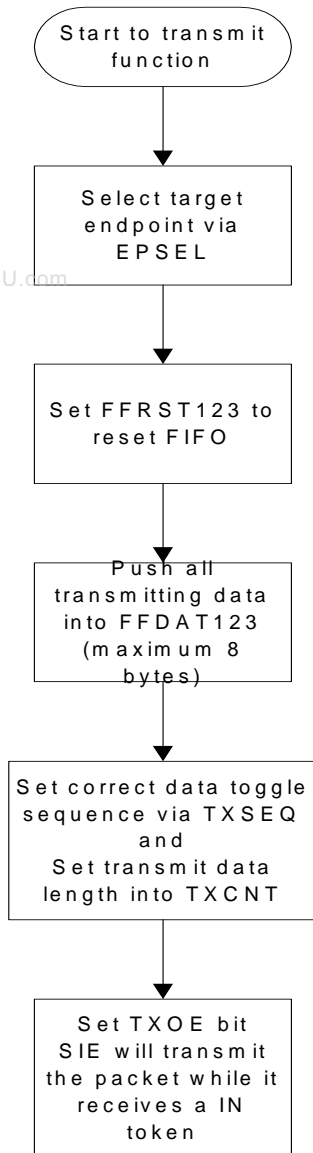 Start to transmit
function
Select target
endpoint via
EPSEL
U.com
Set FFRST123 to
reset FIFO
Push all
transmitting data
into FFDAT123
(maximum 8
bytes)
Set correct data toggle
sequence via TXSEQ
and
Set transmit data
length into TXCNT
Set TXOE bit
SIE will transmit
the packet while it
receives a IN
token